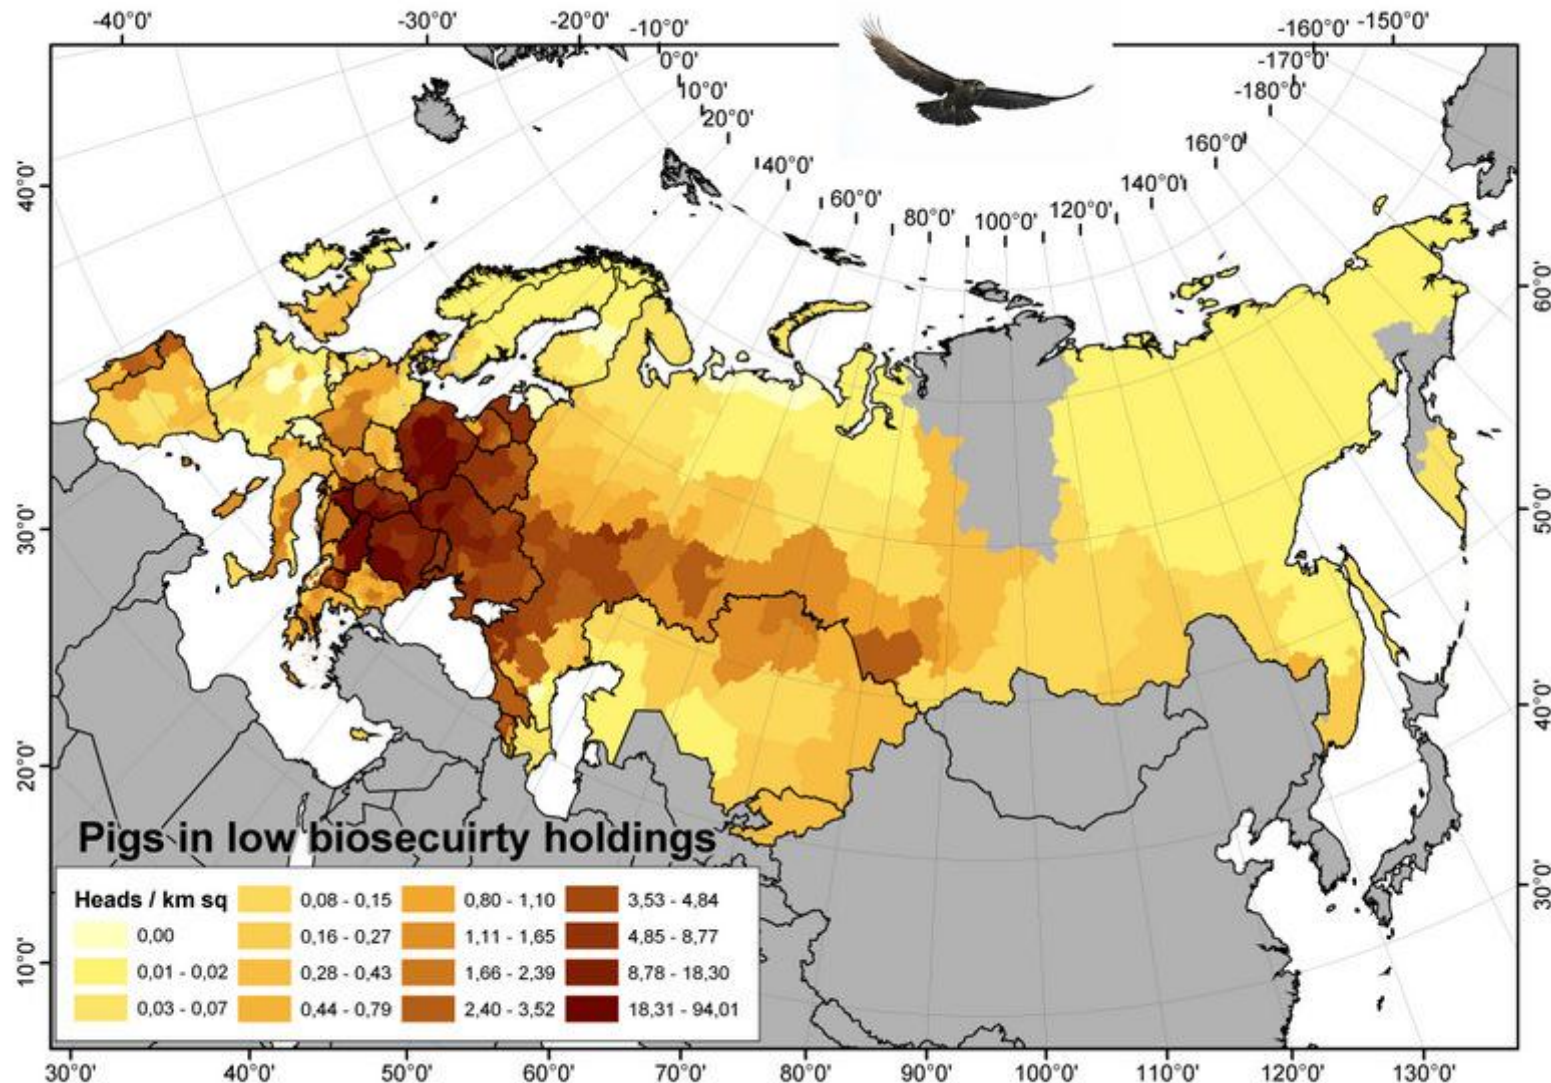 -40°0' -30°0' -20°0' -10°0' -160°0' -150°0'
0°0' -170°0'
10°0' -180°0'
20°0' 160°0'
40°0' 140°0'
60°0' 80°0' 100°0' 120°0'
40°0'
60°0'
50°0'
30°0'
40°0'
20°0'
30°0'
10°0'
Pigs in low biosecuirty holdings
Heads / km sq
0,00
0,01 - 0,02
0,03 - 0,07
0,08 - 0,15
0,16 - 0,27
0,28 - 0,43
0,44 - 0,79
0,80 - 1,10
1,11 - 1,65
1,66 - 2,39
2,40 - 3,52
3,53 - 4,84
4,85 - 8,77
8,78 - 18,30
18,31 - 94,01
30°0' 40°0' 50°0' 60°0' 70°0' 80°0' 90°0' 100°0' 110°0' 120°0' 130°0'